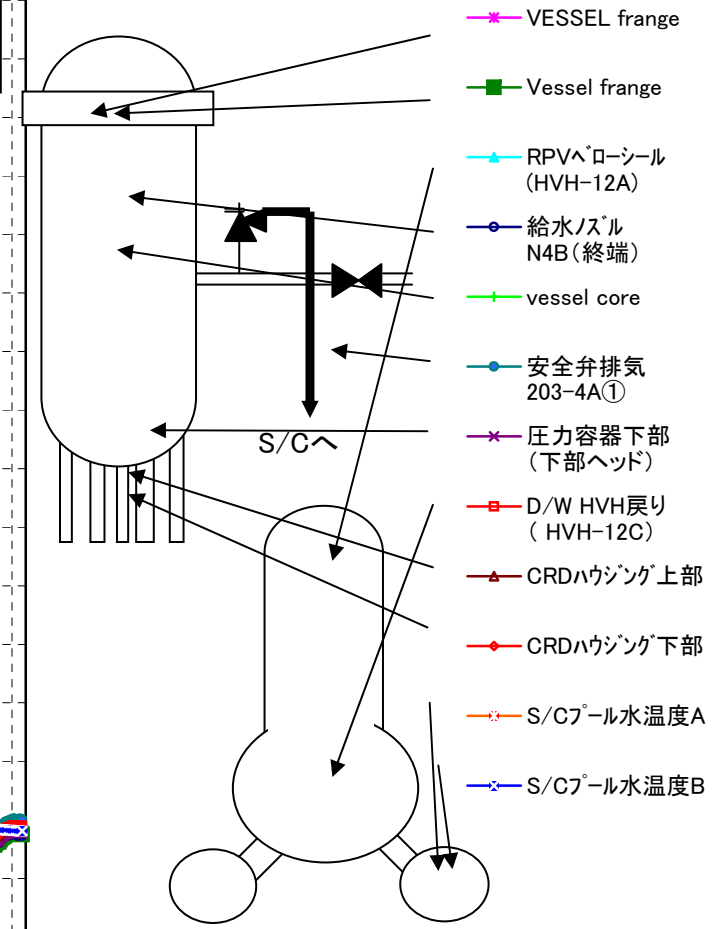 VESSEL frange
Vessel frange
RPVベローシール
(HVH-12A)
給水ノズル
N4B(終端)
vessel core
安全弁排気
203-4A①
圧力容器下部
(下部ヘッド)
D/W HVH戻り
( HVH-12C)
CRDハウジング上部
CRDハウジング下部
S/Cプール水温度A
S/Cプール水温度B
S/Cへ